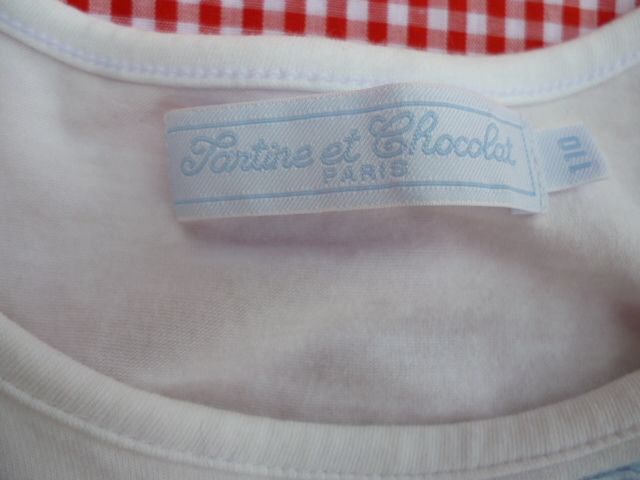 Tartine et Chocolat
PARIS
110